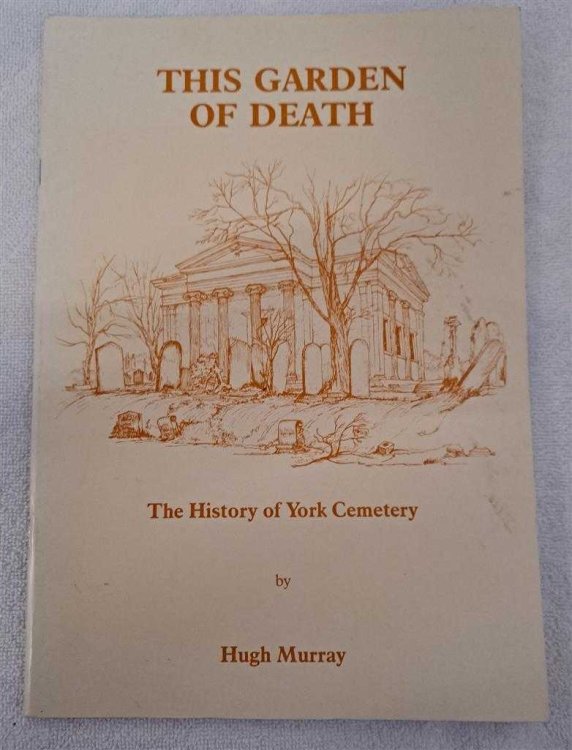 THIS GARDEN
OF DEATH
The History of York Cemetery
by
Hugh Murray